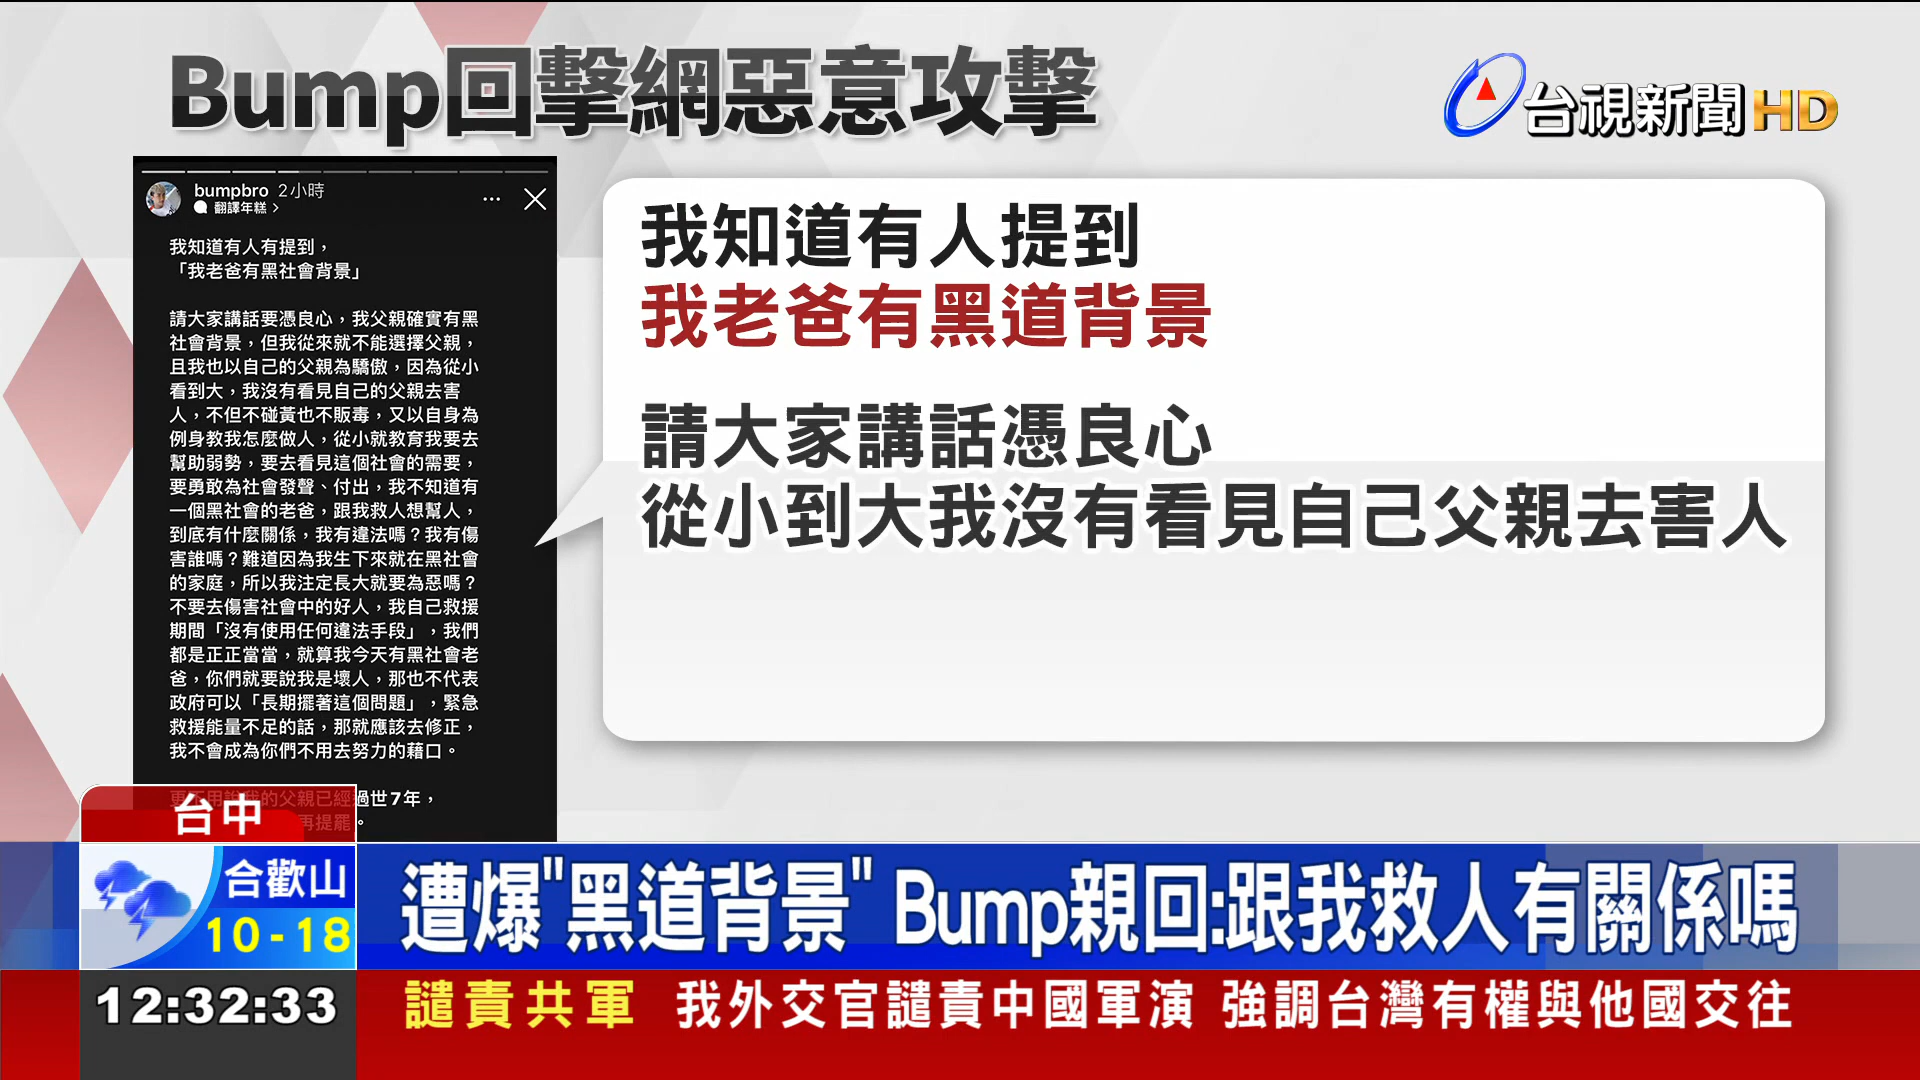 Bump回擊網惡意攻擊
台視新聞HD
bumpbro 2小時
翻譯年糕 >
我知道有人有提到，
「我老爸有黑社會背景」
請大家講話要憑良心，我父親確實有黑
社會背景，但我從來就不能選擇父親，
且我也以自己的父親為驕傲，因為從小
看到大，我沒有看見自己的父親去害
人，不但不碰黃也不販毒，又以自身為
例身教我怎麼做人，從小就教育我要去
幫助弱勢，要去看見這個社會的需要，
要勇敢為社會發聲、付出，我不知道有
一個黑社會的老爸，跟我救人想幫人，
到底有什麼關係，我有違法嗎？我有傷
害誰嗎？難道因為我生下來就在黑社會
的家庭，所以我注定長大就要為惡嗎？
不要去傷害社會中的好人，我自己救援
期間「沒有使用任何違法手段」，我們
都是正正當當，就算我今天有黑社會老
爸，你們就要說我是壞人，那也不代表
政府可以「長期擺著這個問題」，緊急
救援能量不足的話，那就應該去修正，
我不會成為你們不用去努力的藉口。
更不用說我的父親已經過世7年，
再提罷。
我知道有人提到
我老爸有黑道背景
請大家講話憑良心
從小到大我沒有看見自己父親去害人
台中
合歡山
10-18
遭爆"黑道背景" Bump親回:跟我救人有關係嗎
12:32:33
譴責共軍 我外交官譴責中國軍演 強調台灣有權與他國交往